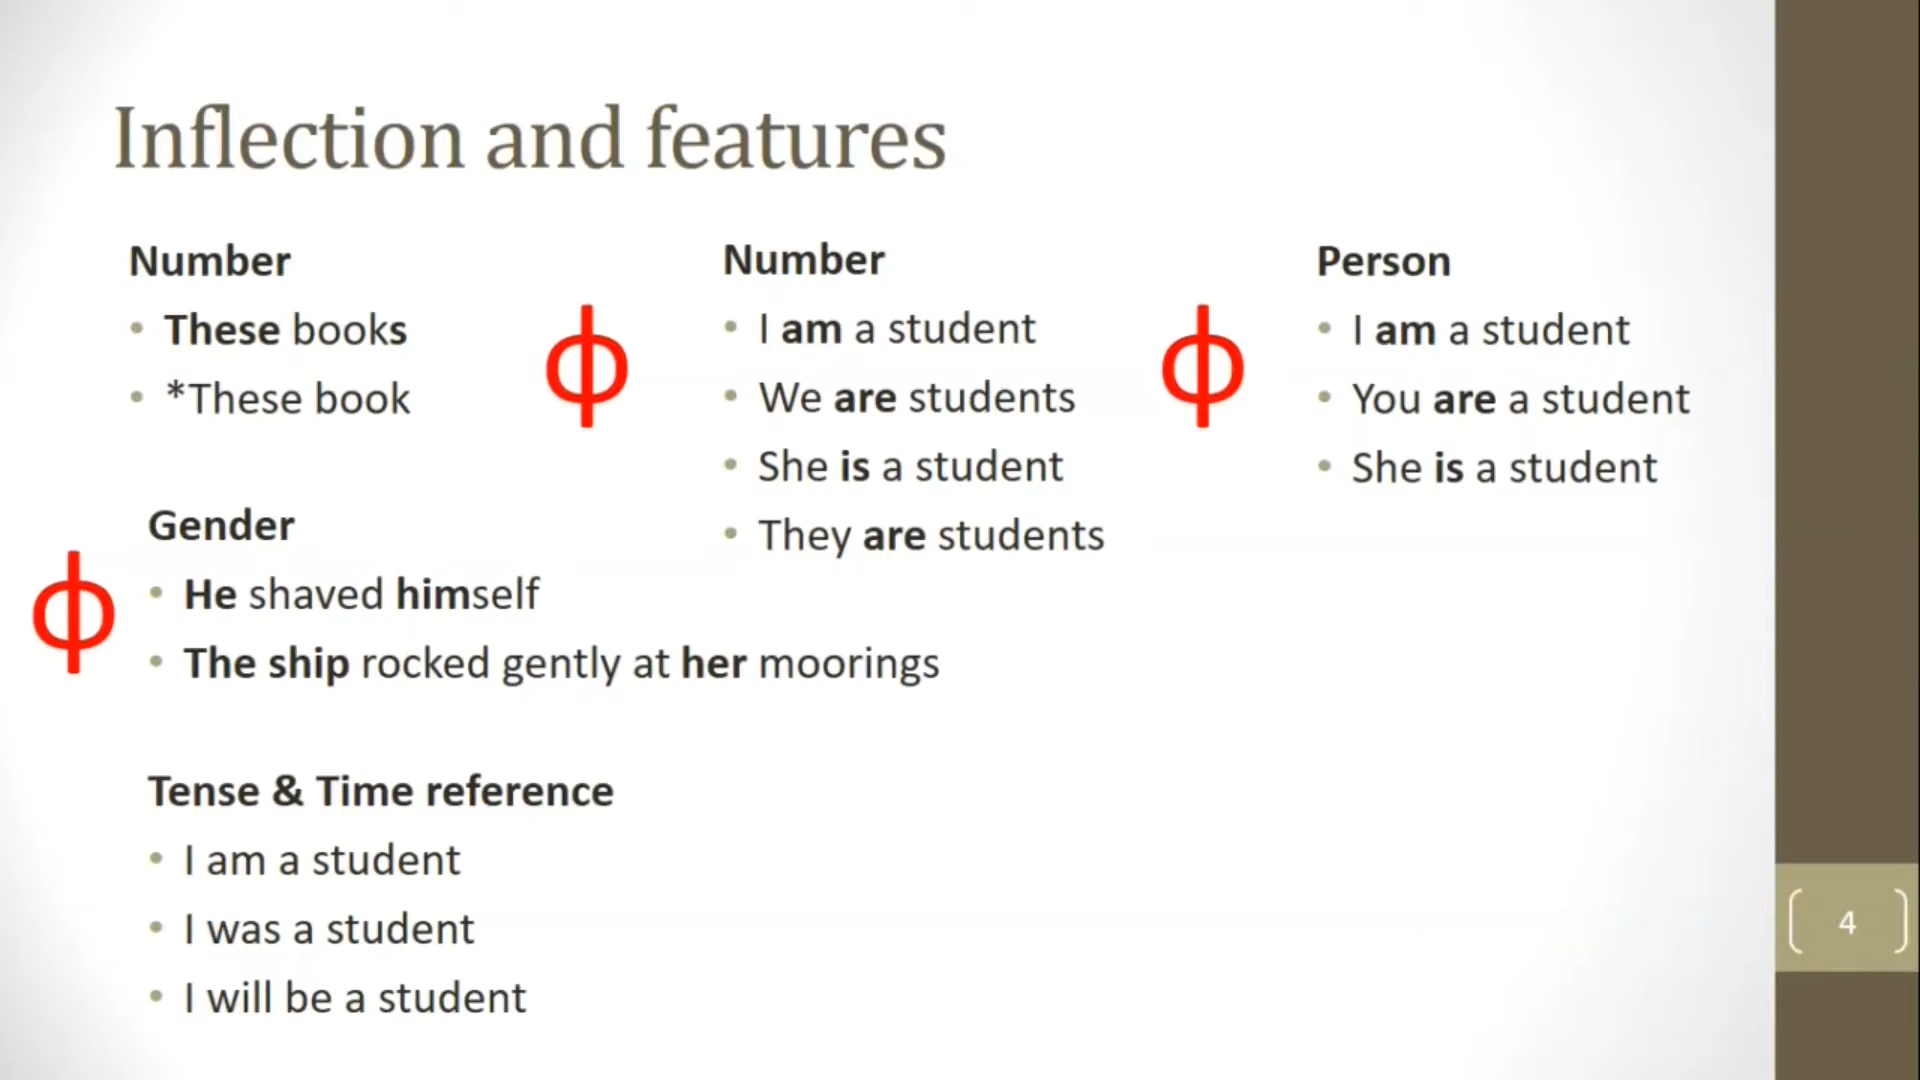 Inflection and features
Number
• These books
• *These book
ϕ
Number
• I am a student
• We are students
• She is a student
• They are students
ϕ
Person
• I am a student
• You are a student
• She is a student
Gender
ϕ
• He shaved himself
• The ship rocked gently at her moorings
Tense & Time reference
• I am a student
• I was a student
• I will be a student
4